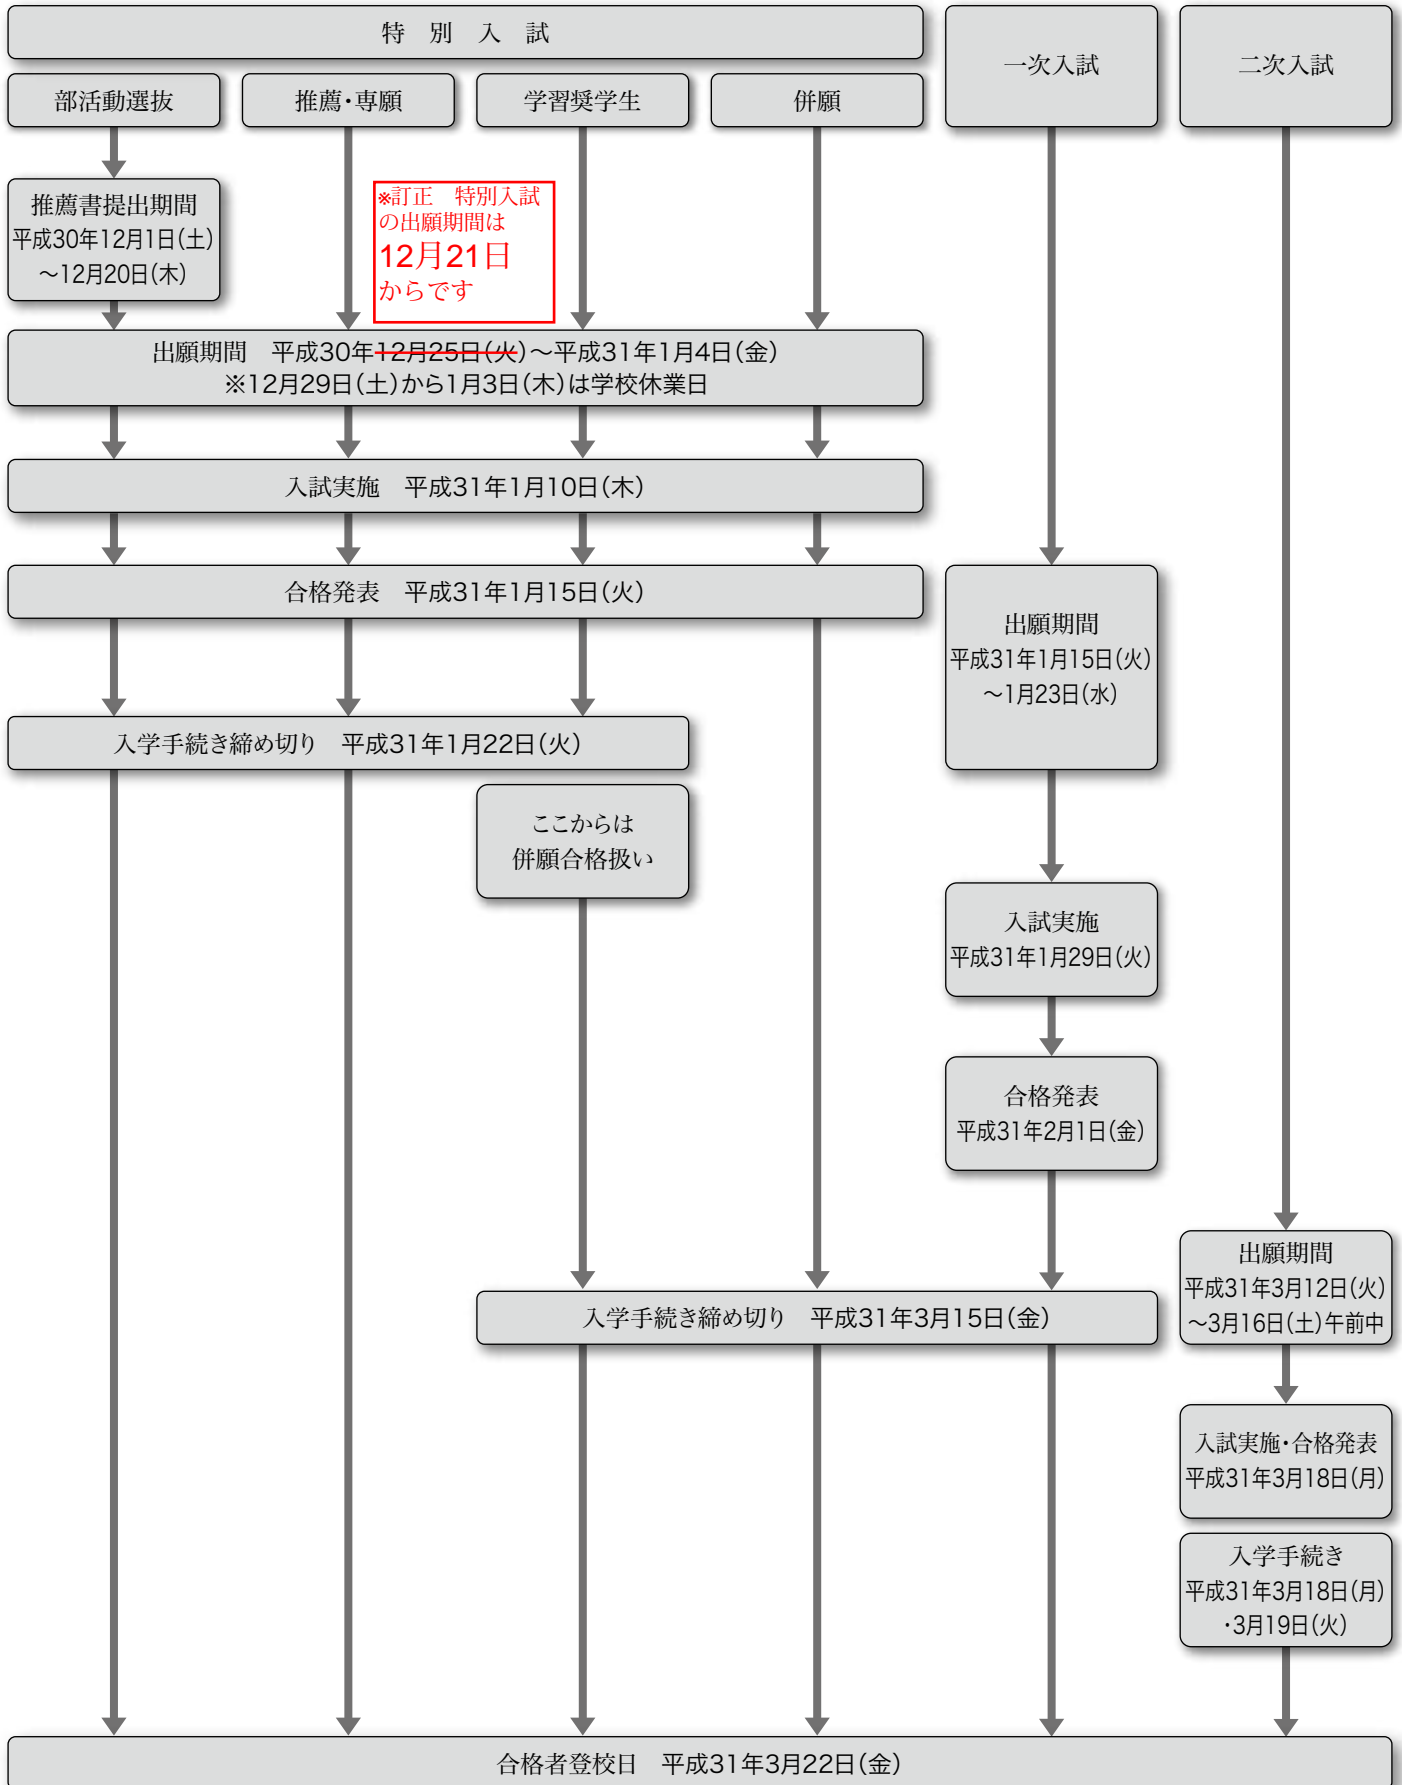 特　別　入　試
一次入試
二次入試
部活動選抜
推薦・専願
学習奨学生
併願
推薦書提出期間
平成30年12月1日(土)
～12月20日(木)
※訂正　特別入試
の出願期間は
12月21日
からです
出願期間　平成30年12月25日(火)～平成31年1月4日(金)
※12月29日(土)から1月3日(木)は学校休業日
入試実施　平成31年1月10日(木)
合格発表　平成31年1月15日(火)
出願期間
平成31年1月15日(火)
～1月23日(水)
入学手続き締め切り　平成31年1月22日(火)
ここからは
併願合格扱い
入試実施
平成31年1月29日(火)
合格発表
平成31年2月1日(金)
出願期間
平成31年3月12日(火)
～3月16日(土)午前中
入学手続き締め切り　平成31年3月15日(金)
入試実施・合格発表
平成31年3月18日(月)
入学手続き
平成31年3月18日(月)
・3月19日(火)
合格者登校日　平成31年3月22日(金)